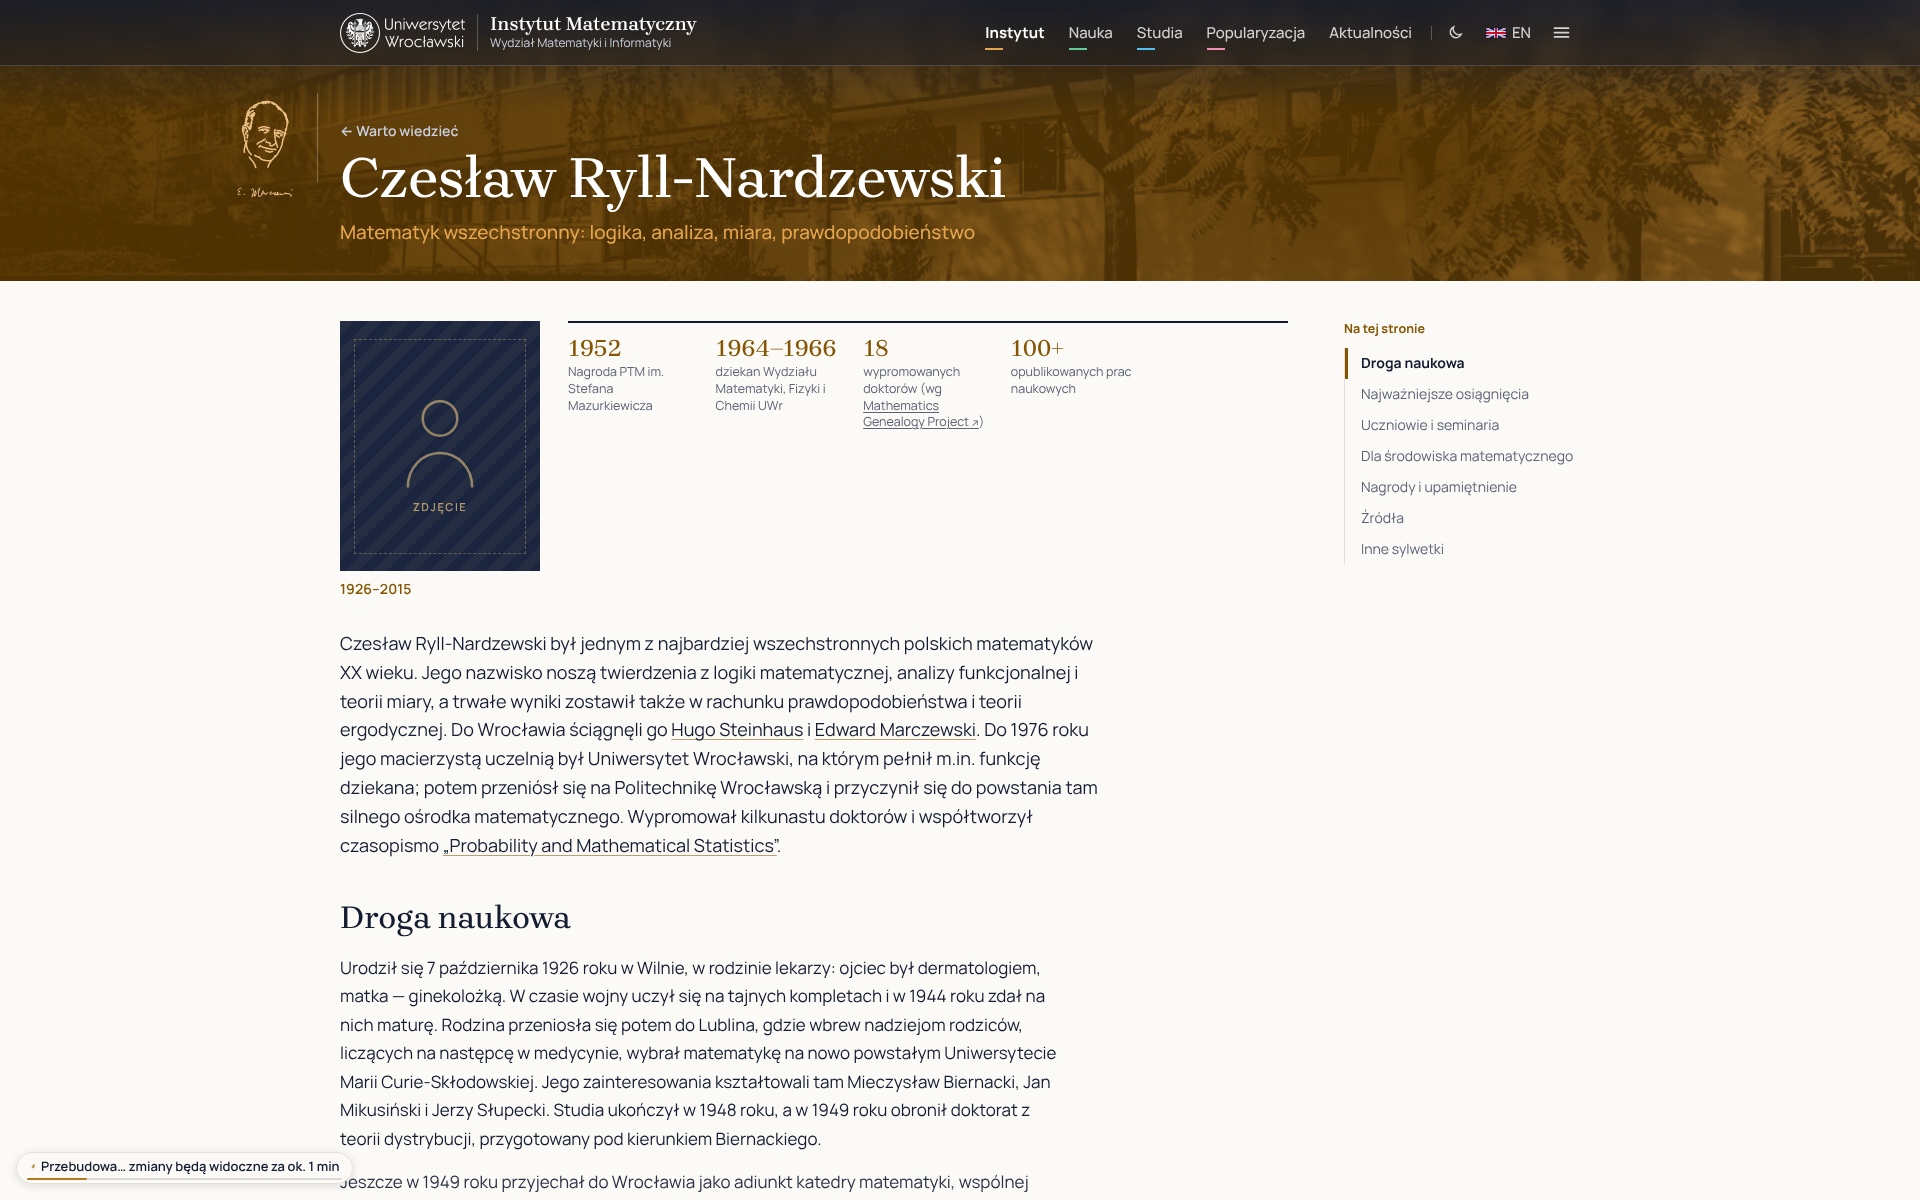 Uniwersytet
Wrocławski
Instytut Matematyczny
Wydział Matematyki i Informatyki
Instytut
Nauka
Studia
Popularyzacja
Aktualności
EN
← Warto wiedzieć
Czesław Ryll-Nardzewski
Matematyk wszechstronny: logika, analiza, miara, prawdopodobieństwo
ZDJĘCIE
1926–2015
1952
Nagroda PTM im.
Stefana
Mazurkiewicza
1964–1966
dziekan Wydziału
Matematyki, Fizyki i
Chemii UWr
18
wypromowanych
doktorów (wg
Mathematics
Genealogy Project ↗)
100+
opublikowanych prac
naukowych
Na tej stronie
Droga naukowa
Najważniejsze osiągnięcia
Uczniowie i seminaria
Dla środowiska matematycznego
Nagrody i upamiętnienie
Źródła
Inne sylwetki
Czesław Ryll-Nardzewski był jednym z najbardziej wszechstronnych polskich matematyków
XX wieku. Jego nazwisko noszą twierdzenia z logiki matematycznej, analizy funkcjonalnej i
teorii miary, a trwałe wyniki zostawił także w rachunku prawdopodobieństwa i teorii
ergodycznej. Do Wrocławia ściągnęli go Hugo Steinhaus i Edward Marczewski. Do 1976 roku
jego macierzystą uczelnią był Uniwersytet Wrocławski, na którym pełnił m.in. funkcję
dziekana; potem przeniósł się na Politechnikę Wrocławską i przyczynił się do powstania tam
silnego ośrodka matematycznego. Wypromował kilkunastu doktorów i współtworzył
czasopismo „Probability and Mathematical Statistics”.
Droga naukowa
Urodził się 7 października 1926 roku w Wilnie, w rodzinie lekarzy: ojciec był dermatologiem,
matka — ginekolożką. W czasie wojny uczył się na tajnych kompletach i w 1944 roku zdał na
nich maturę. Rodzina przeniosła się potem do Lublina, gdzie wbrew nadziejom rodziców,
liczących na następcę w medycynie, wybrał matematykę na nowo powstałym Uniwersytecie
Marii Curie-Skłodowskiej. Jego zainteresowania kształtowali tam Mieczysław Biernacki, Jan
Mikusiński i Jerzy Słupecki. Studia ukończył w 1948 roku, a w 1949 roku obronił doktorat z
teorii dystrybucji, przygotowany pod kierunkiem Biernackiego.
Jeszcze w 1949 roku przyjechał do Wrocławia jako adiunkt katedry matematyki, wspólnej
Przebudowa… zmiany będą widoczne za ok. 1 min